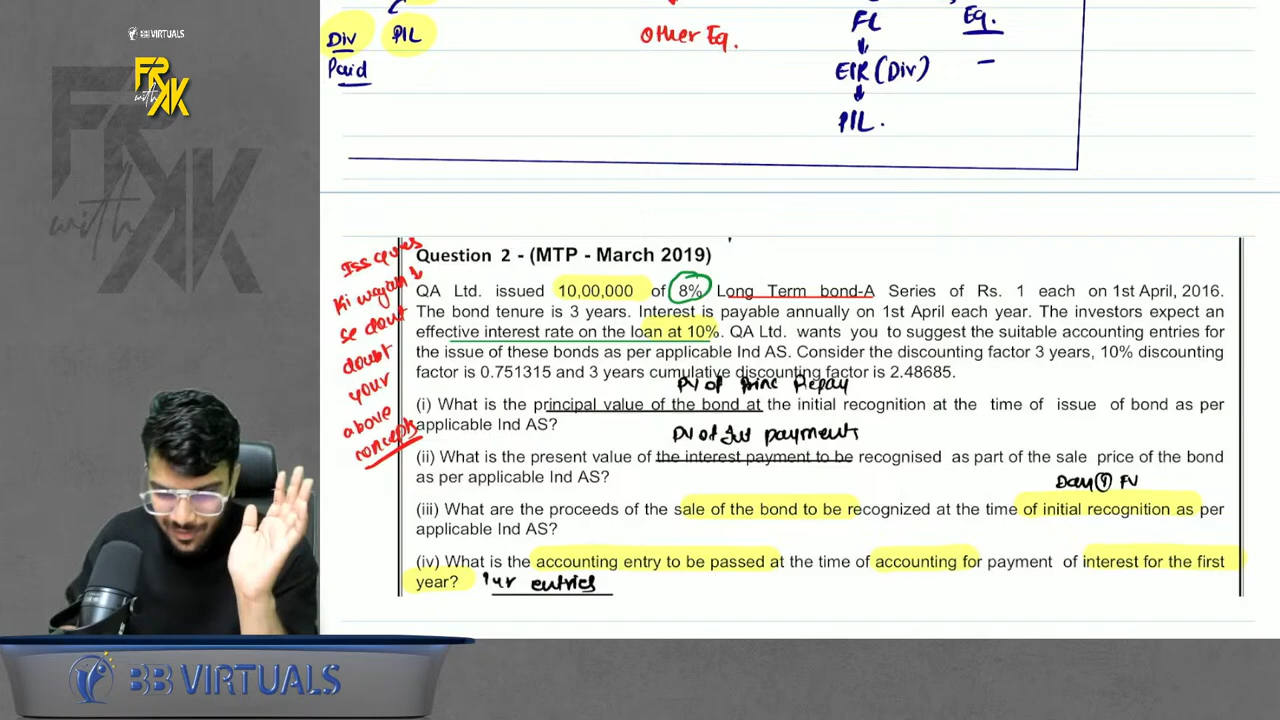 BB VIRTUALS
FR
with
AK
Div
Paid
PIL
Other Eq.
FL
EIR (Div)
PIL.
Eq.
–
Iss ques
ki wajah
se dont
doubt
your
above
concepts
Question 2 - (MTP - March 2019)
QA Ltd. issued 10,00,000 of 8% Long Term bond-A Series of Rs. 1 each on 1st April, 2016.
The bond tenure is 3 years. Interest is payable annually on 1st April each year. The investors expect an
effective interest rate on the loan at 10%. QA Ltd. wants you to suggest the suitable accounting entries for
the issue of these bonds as per applicable Ind AS. Consider the discounting factor 3 years, 10% discounting
factor is 0.751315 and 3 years cumulative discounting factor is 2.48685.
PV of Princ Repay
(i) What is the principal value of the bond at the initial recognition at the time of issue of bond as per
applicable Ind AS?
PV of Int payments
(ii) What is the present value of the interest payment to be recognised as part of the sale price of the bond
as per applicable Ind AS?
Day 1 FV
(iii) What are the proceeds of the sale of the bond to be recognized at the time of initial recognition as per
applicable Ind AS?
(iv) What is the accounting entry to be passed at the time of accounting for payment of interest for the first
year?
1 yr entries
FR
with
AK
BB VIRTUALS